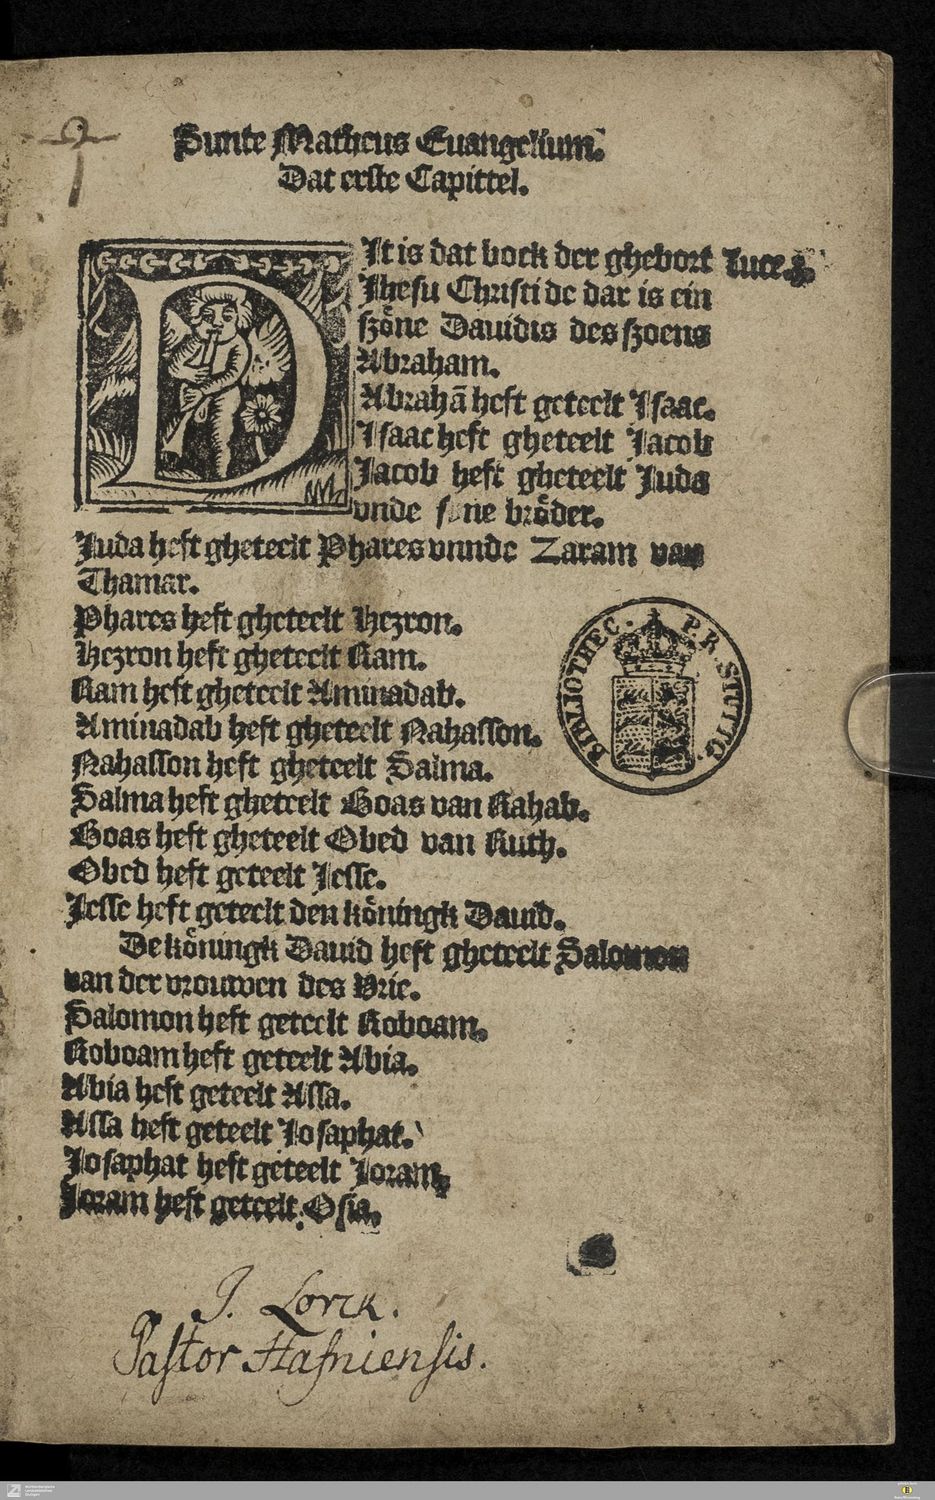 Sunte Matheus Euangelium.
Dat erste Capittel.
DIt is dat bock der ghebort
Luce.3.
Jhesu Christi de dar is ein
szöne Dauidis des szoens
Abraham.
Abrahā heft geteelt Isaac.
Isaac heft gheteelt Jacob
Jacob heft gheteelt Juda
vnde sine bröder.
Juda heft gheteelt Phares vnnde Zaram van
Thamar.
Phares heft gheteelt Hezron.
Hezron heft gheteelt Ram.
Ram heft gheteelt Aminadab.
Aminadab heft gheteelt Nahasson.
Nahasson heft gheteelt Salma.
Salma heft gheteelt Boas van Rahab.
Boas heft gheteelt Obed van Ruth.
Obed heft geteelt Jesse.
Jesse heft geteelt den köningk Dauid.
De köningk Dauid heft gheteelt Salomon
van der vrouwen des Vrie.
Salomon heft geteelt Roboam.
Roboam heft geteelt Abia.
Abia heft geteelt Assa.
Assa heft geteelt Josaphat.
Josaphat heft geteelt Joram.
Joram heft geteelt Osia.
BIBLIOTHEC. P. R. STUTTG.
J. Lorck.
Pastor Hafniensis.